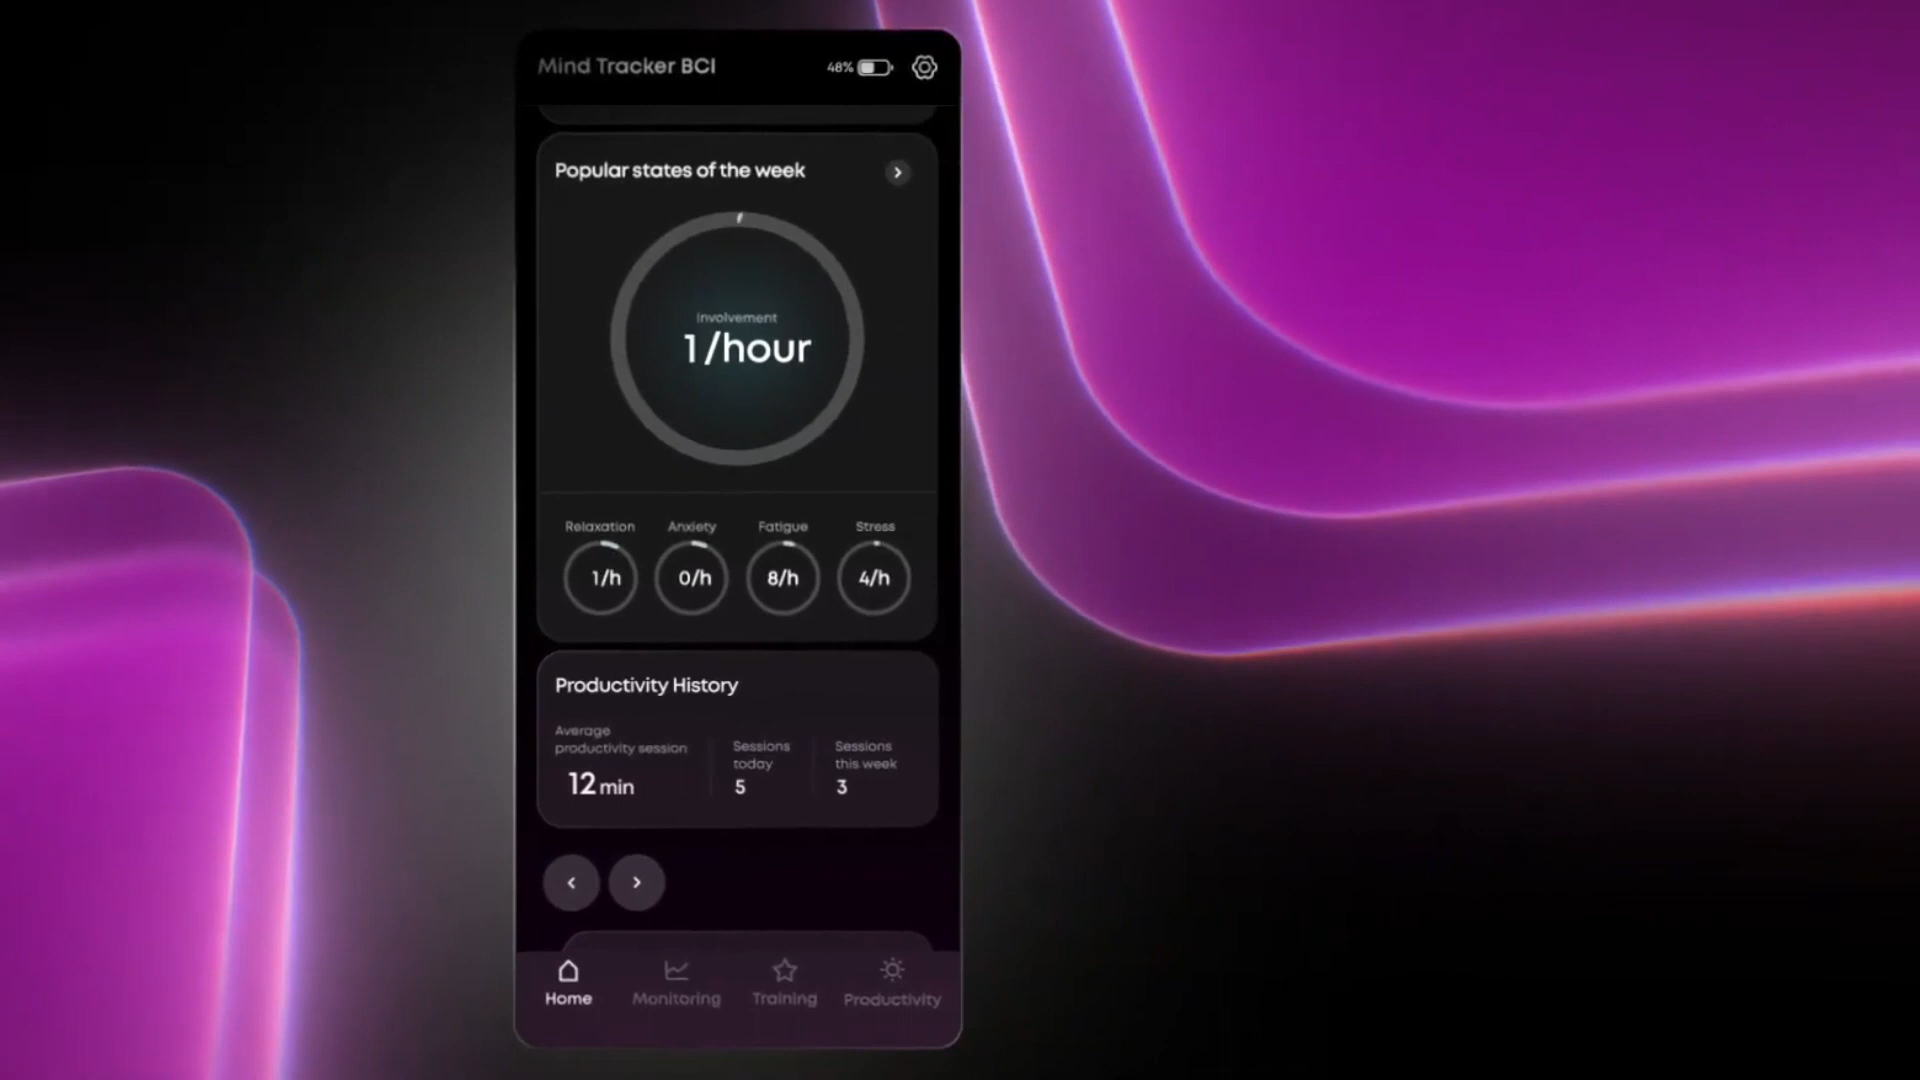 Mind Tracker BCI
48%
Popular states of the week
Involvement
1/hour
Relaxation Anxiety Fatigue Stress
1/h 0/h 8/h 4/h
Productivity History
Average
productivity session
12 min
Sessions
today
5
Sessions
this week
3
Home Monitoring Training Productivity